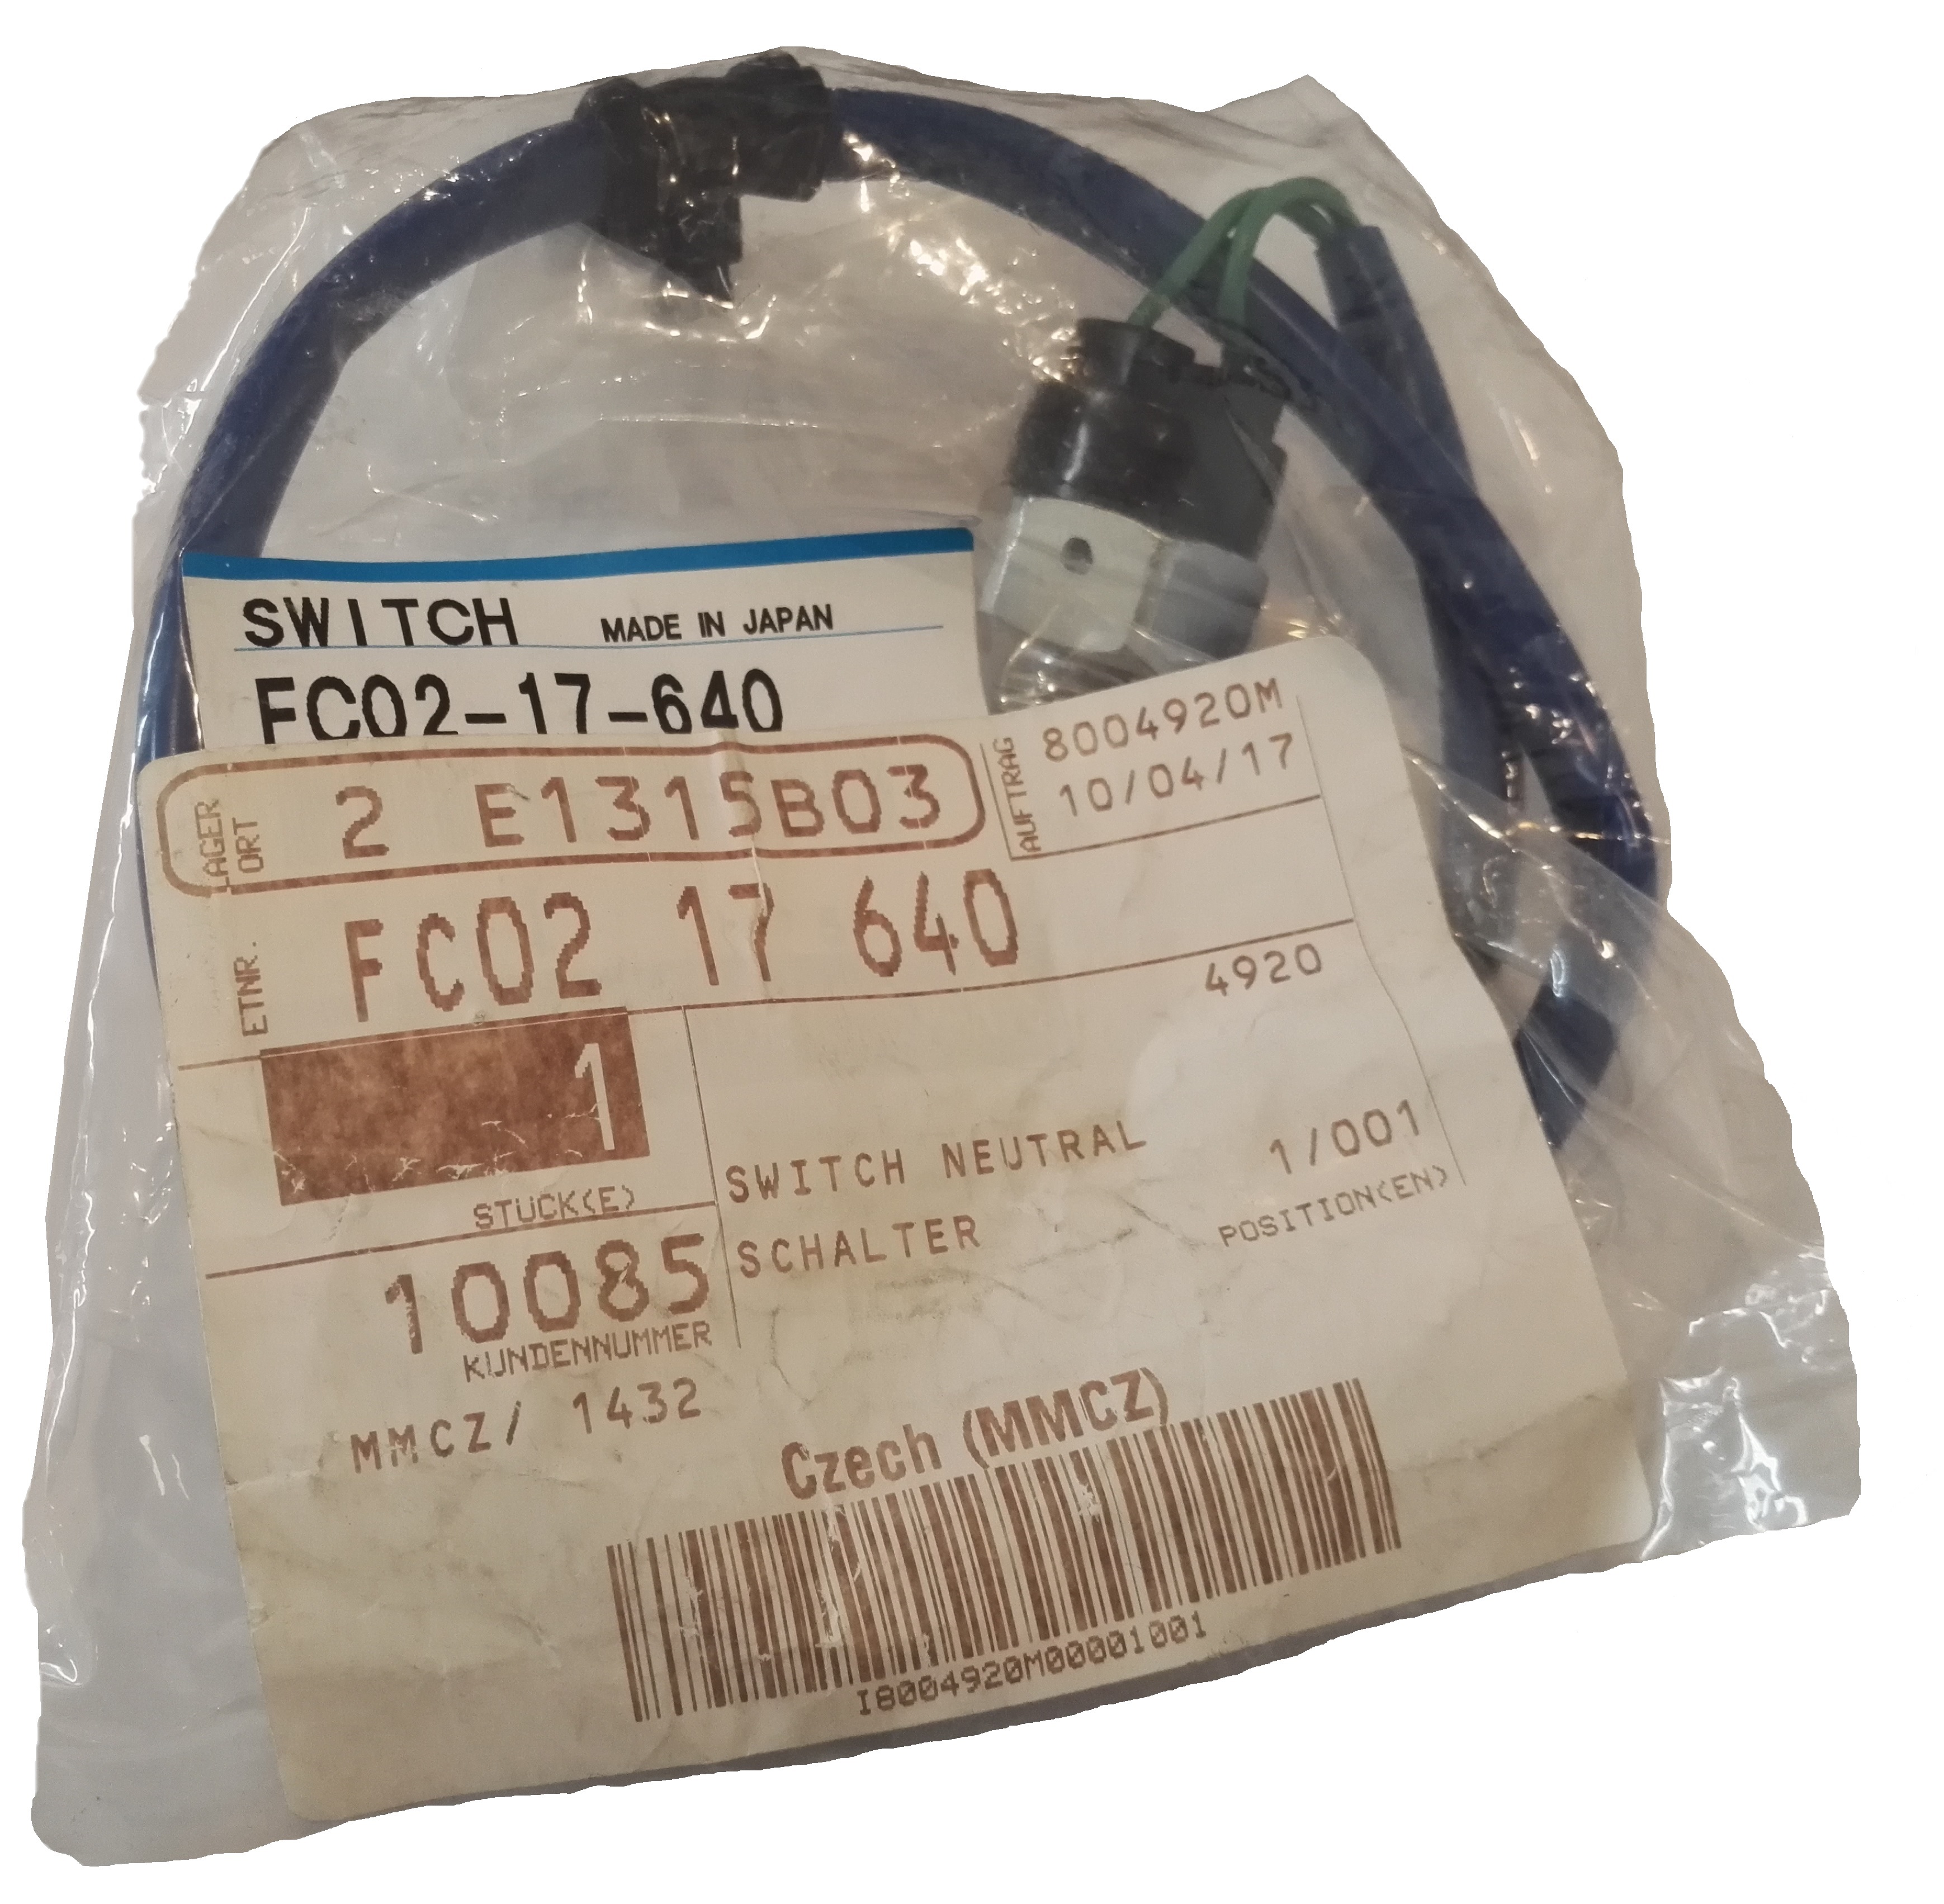 SWITCH MADE IN JAPAN
FC02-17-640
LAGER
ORT
2 E1315B03
AUFTRAG
8004920M
10/04/17
ETNR.
FC02 17 640
4920
1
STÜCK(E)
SWITCH NEUTRAL
SCHALTER
1/001
POSITION(EN)
10085
KUNDENNUMMER
MMCZ/ 1432
Czech (MMCZ)
I8004920M00001001